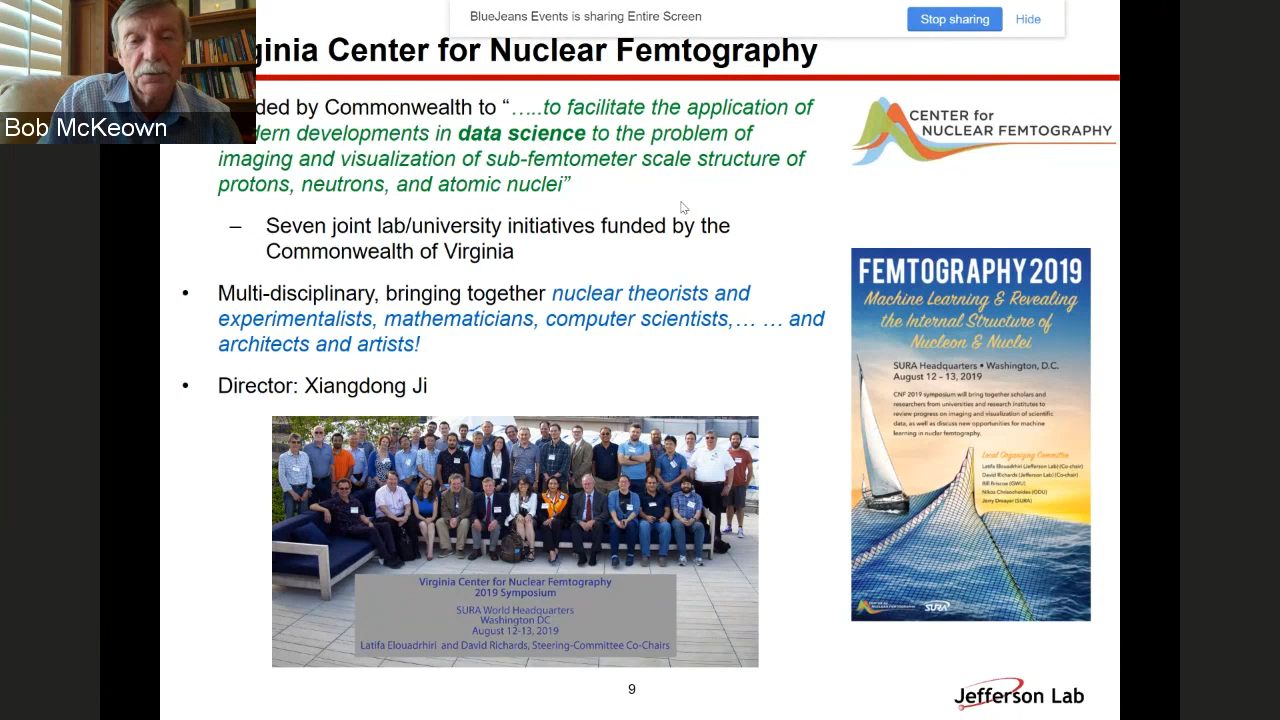 BlueJeans Events is sharing Entire Screen
Stop sharing
Hide
Bob McKeown
ginia Center for Nuclear Femtography
ded by Commonwealth to “…..to facilitate the application of
dern developments in data science to the problem of
imaging and visualization of sub-femtometer scale structure of
protons, neutrons, and atomic nuclei”
– Seven joint lab/university initiatives funded by the
Commonwealth of Virginia
• Multi-disciplinary, bringing together nuclear theorists and
experimentalists, mathematicians, computer scientists,… … and
architects and artists!
• Director: Xiangdong Ji
CENTER for
NUCLEAR FEMTOGRAPHY
FEMTOGRAPHY 2019
Machine Learning & Revealing
the Internal Structure of
Nucleon & Nuclei
SURA Headquarters • Washington, D.C.
August 12 - 13, 2019
CNF 2019 symposium will bring together scholars and
researchers from universities and research institutes to
review progress on imaging and visualization of scientific
data, as well as discuss new opportunities for machine
learning in nuclar femtography.
Local Organizing Committee
Latifa Elouadrhiri (Jefferson Lab) (Co-chair)
David Richards (Jefferson Lab) (Co-chair)
Bill Briscoe (GWU)
Nikos Chrisochoides (ODU)
Jerry Draayer (SURA)
CENTER for
NUCLEAR FEMTOGRAPHY
SURA
Virginia Center for Nuclear Femtography
2019 Symposium
SURA World Headquarters
Washington DC
August 12-13, 2019
Latifa Elouadrhiri and David Richards, Steering-Committee Co-Chairs
9
Jefferson Lab